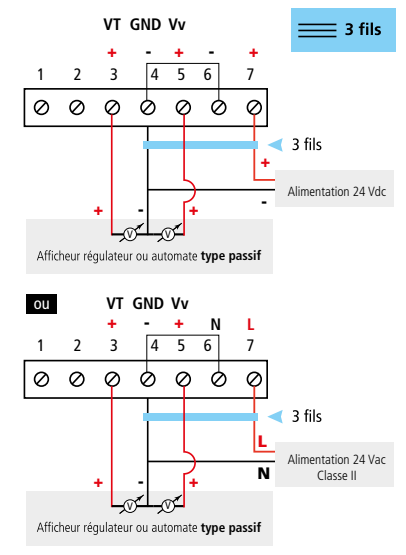 VT GND Vv
3 fils
+ - + - +
1 2 3 4 5 6 7
3 fils
+
Alimentation 24 Vdc
-
+ - +
V V
Afficheur régulateur ou automate type passif
ou
VT GND Vv
+ - + N L
1 2 3 4 5 6 7
3 fils
L
Alimentation 24 Vac
Classe II
N
+ - +
V V
Afficheur régulateur ou automate type passif